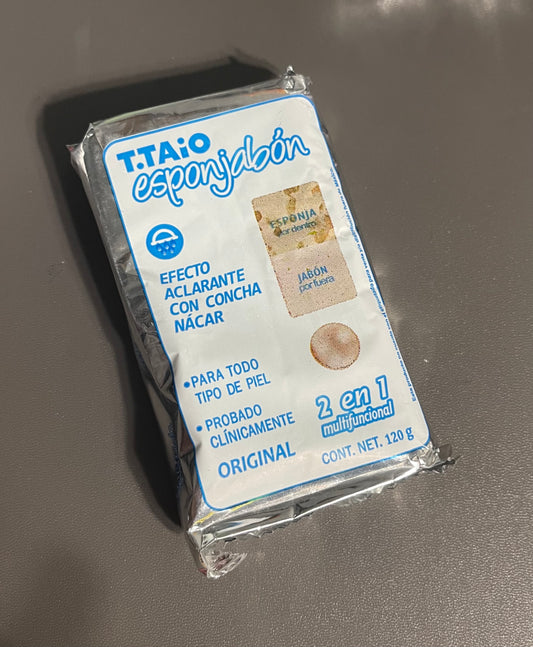 T.TAiO
esponjabón
ESPONJA
por dentro
JABÓN
por fuera
EFECTO
ACLARANTE
CON CONCHA
NÁCAR
•PARA TODO
TIPO DE PIEL
• PROBADO
CLÍNICAMENTE
ORIGINAL
2 en 1
multifuncional
CONT. NET. 120 g